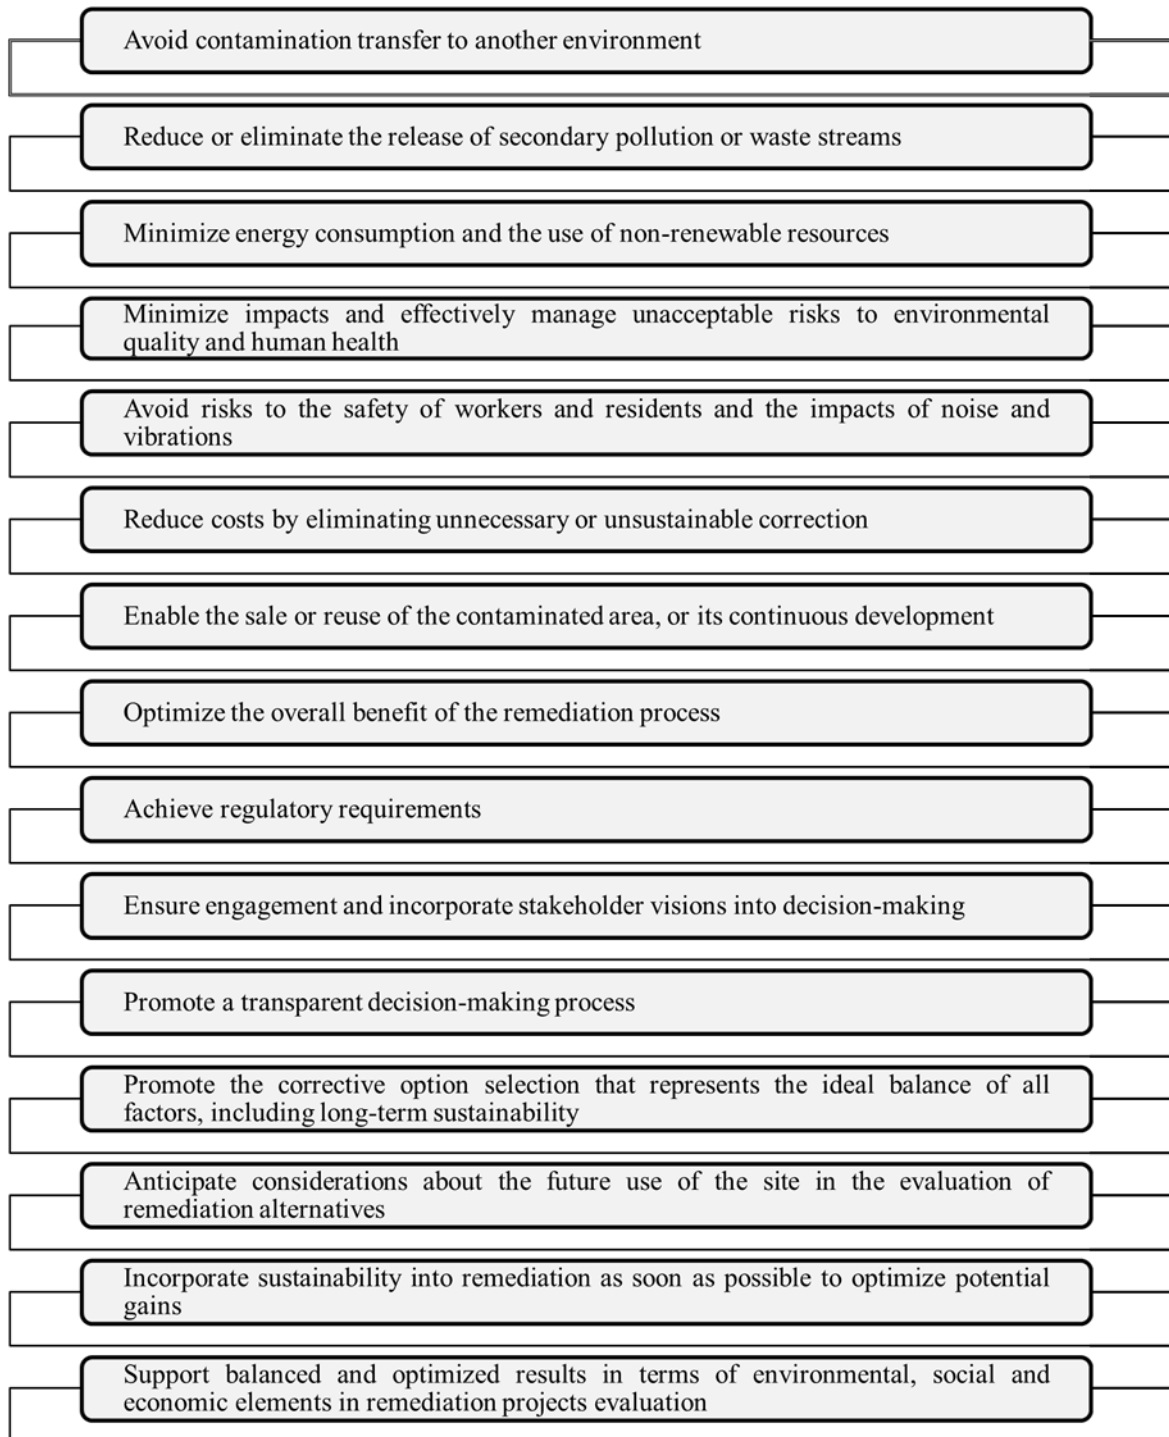 Avoid contamination transfer to another environment
Reduce or eliminate the release of secondary pollution or waste streams
Minimize energy consumption and the use of non-renewable resources
Minimize impacts and effectively manage unacceptable risks to environmental
quality and human health
Avoid risks to the safety of workers and residents and the impacts of noise and
vibrations
Reduce costs by eliminating unnecessary or unsustainable correction
Enable the sale or reuse of the contaminated area, or its continuous development
Optimize the overall benefit of the remediation process
Achieve regulatory requirements
Ensure engagement and incorporate stakeholder visions into decision-making
Promote a transparent decision-making process
Promote the corrective option selection that represents the ideal balance of all
factors, including long-term sustainability
Anticipate considerations about the future use of the site in the evaluation of
remediation alternatives
Incorporate sustainability into remediation as soon as possible to optimize potential
gains
Support balanced and optimized results in terms of environmental, social and
economic elements in remediation projects evaluation